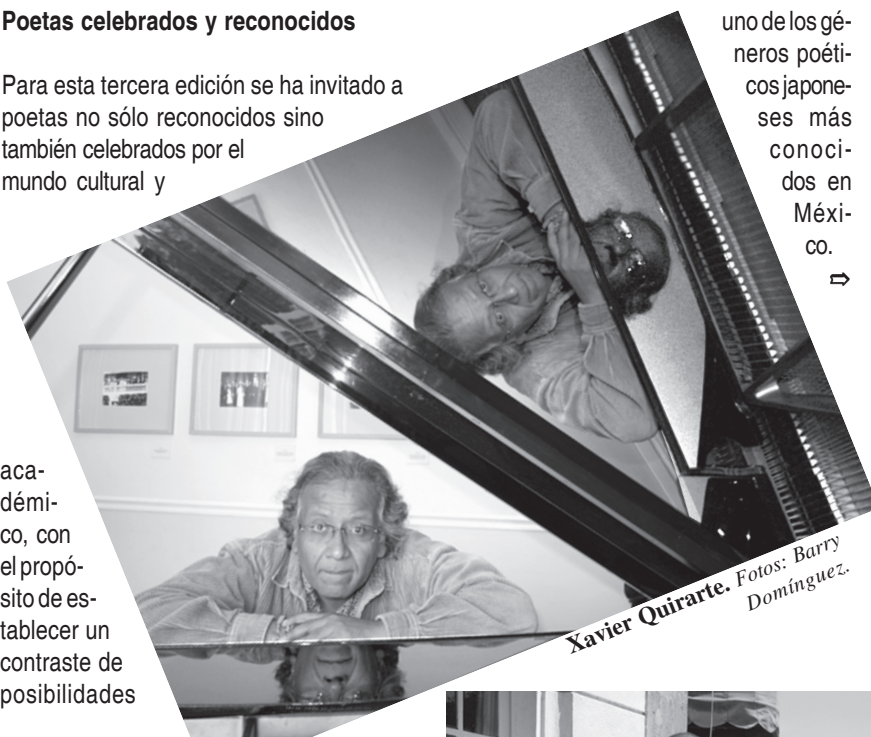 Poetas celebrados y reconocidos
Para esta tercera edición se ha invitado a
poetas no sólo reconocidos sino
también celebrados por el
mundo cultural y
aca-
démi-
co, con
el propó-
sito de es-
tablecer un
contraste de
posibilidades
uno de los gé-
neros poéti-
cos japone-
ses más
conoci-
dos en
Méxi-
co.
⇨
Xavier Quirarte. Fotos: Barry
Domínguez.